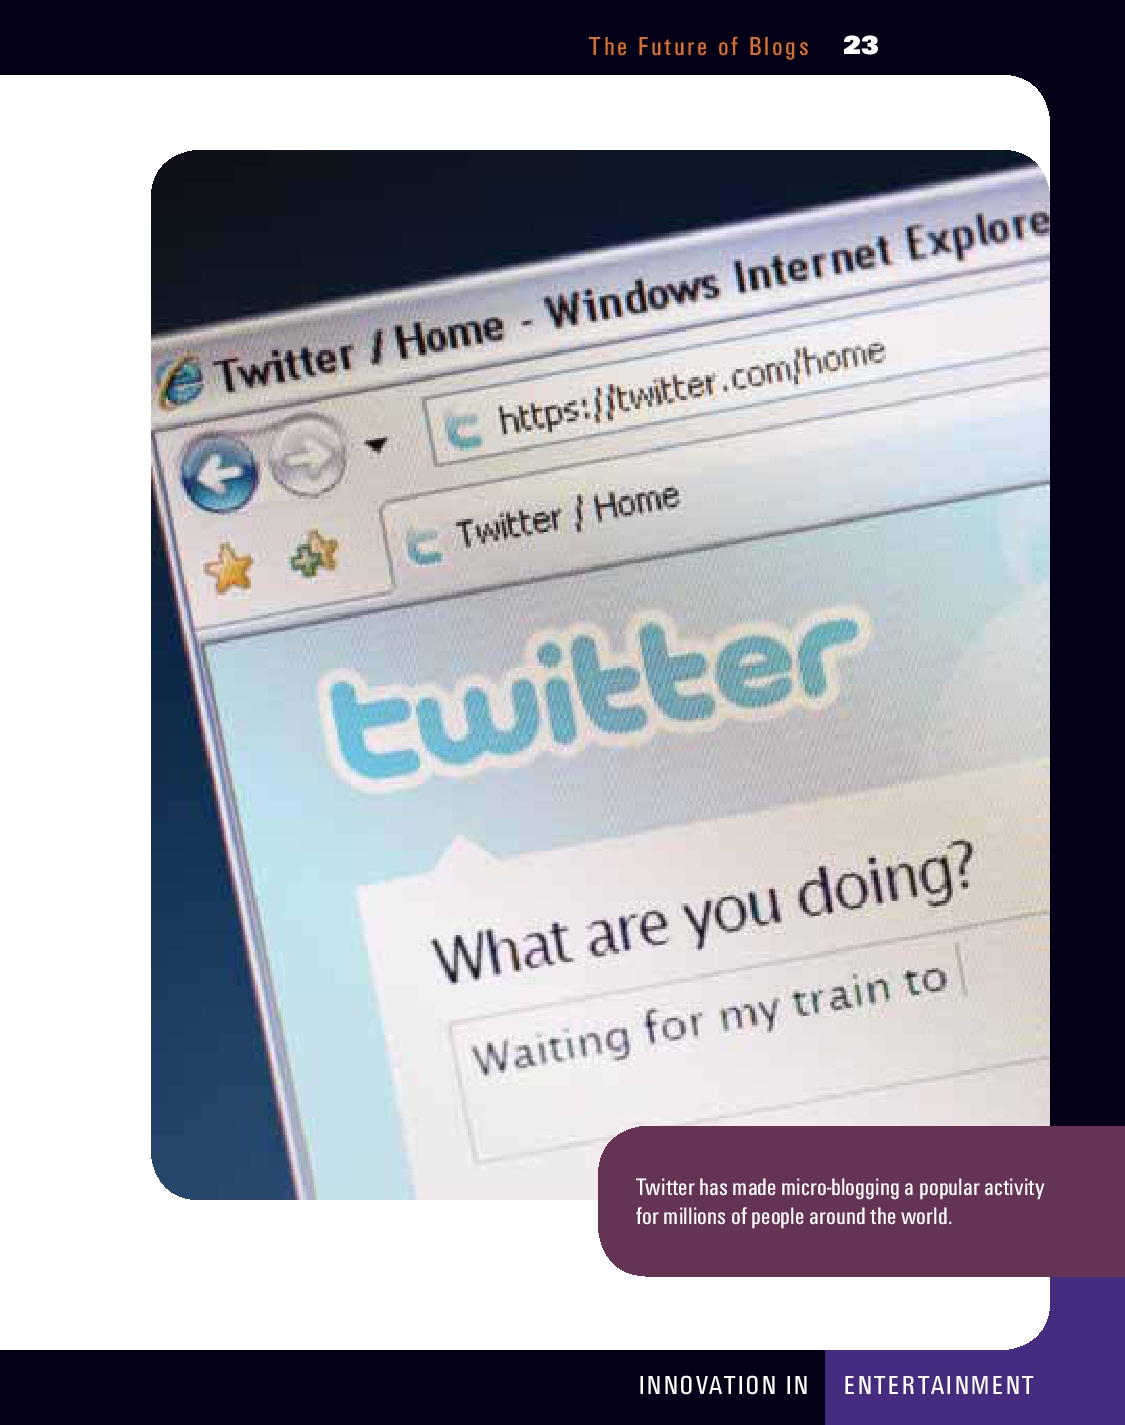 The Future of Blogs 23
Twitter / Home - Windows Internet Explore
https://twitter.com/home
Twitter / Home
twitter
What are you doing?
Waiting for my train to
Twitter has made micro-blogging a popular activity
for millions of people around the world.
INNOVATION IN ENTERTAINMENT